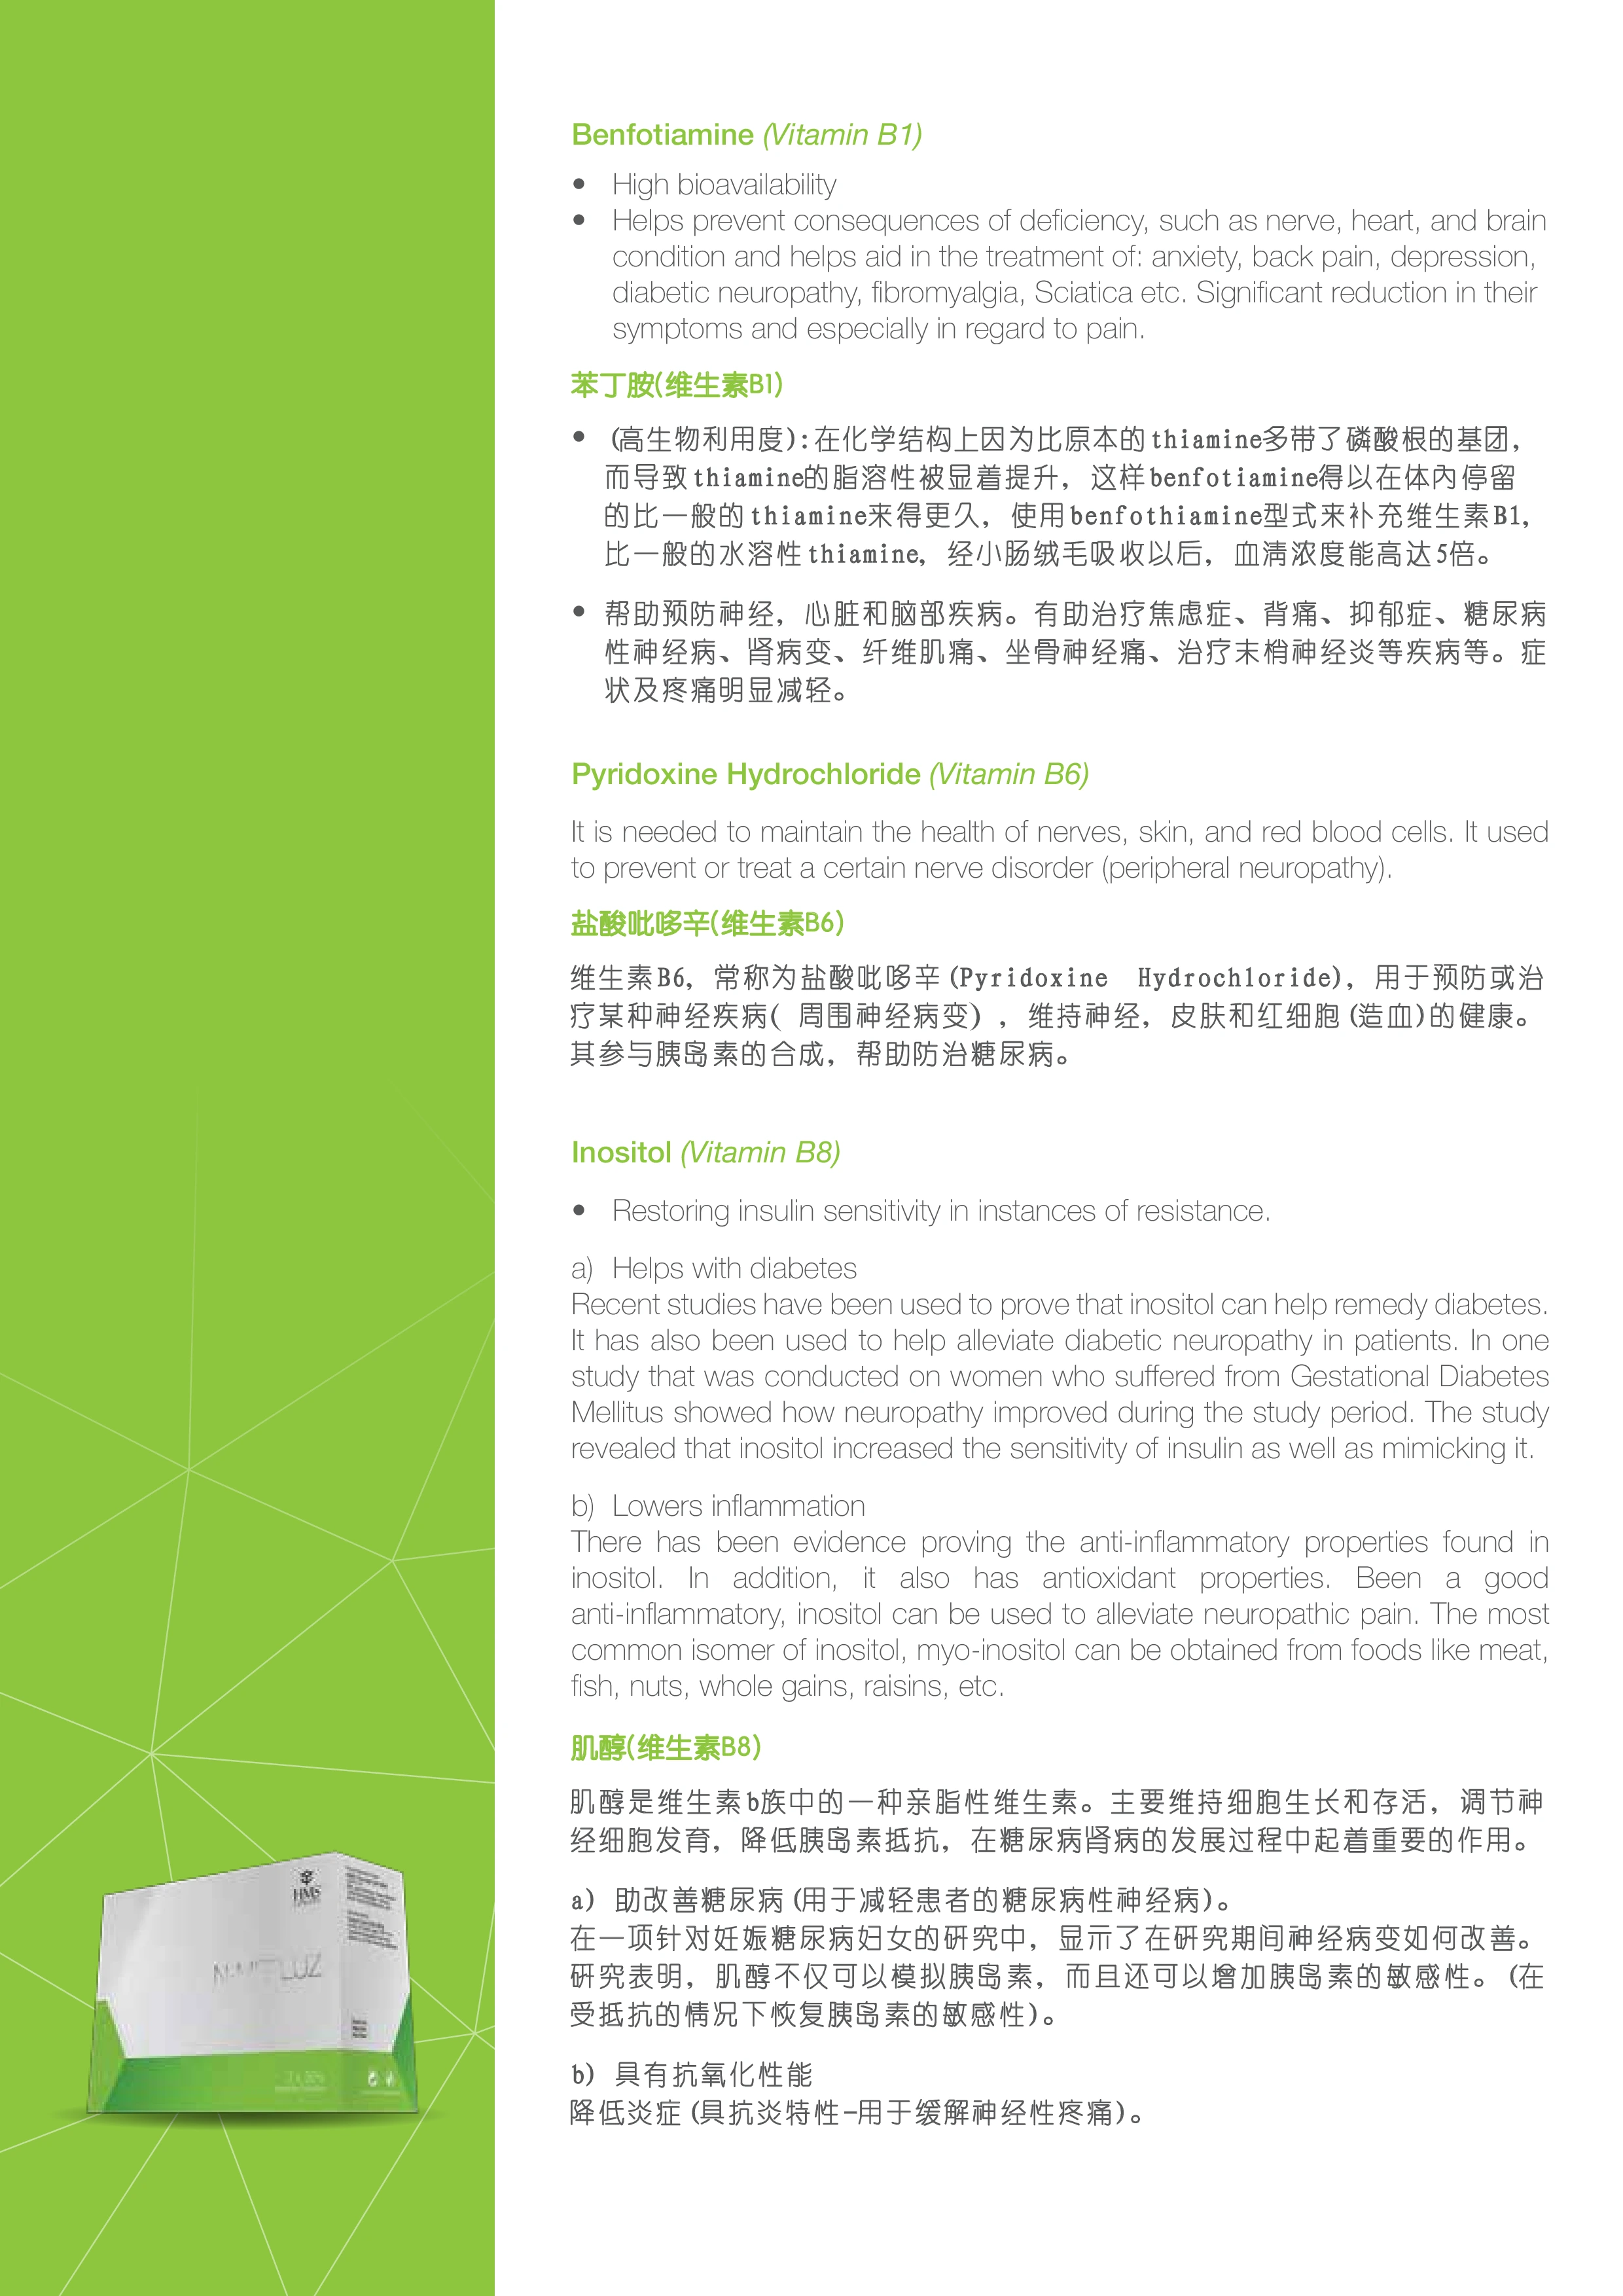 Benfotiamine (Vitamin B1)
• High bioavailability
• Helps prevent consequences of deficiency, such as nerve, heart, and brain
condition and helps aid in the treatment of: anxiety, back pain, depression,
diabetic neuropathy, fibromyalgia, Sciatica etc. Significant reduction in their
symptoms and especially in regard to pain.
苯丁胺(维生素B1)
• (高生物利用度):在化学结构上因为比原本的thiamine多带了磷酸根的基团,
而导致thiamine的脂溶性被显着提升, 这样benfotiamine得以在体内停留
的比一般的thiamine来得更久, 使用benfothiamine型式来补充维生素B1,
比一般的水溶性thiamine, 经小肠绒毛吸收以后, 血清浓度能高达5倍。
• 帮助预防神经, 心脏和脑部疾病。有助治疗焦虑症、背痛、抑郁症、糖尿病
性神经病、肾病变、纤维肌痛、坐骨神经痛、治疗末梢神经炎等疾病等。症
状及疼痛明显减轻。
Pyridoxine Hydrochloride (Vitamin B6)
It is needed to maintain the health of nerves, skin, and red blood cells. It used
to prevent or treat a certain nerve disorder (peripheral neuropathy).
盐酸吡哆辛(维生素B6)
维生素B6, 常称为盐酸吡哆辛(Pyridoxine Hydrochloride), 用于预防或治
疗某种神经疾病( 周围神经病变) , 维持神经, 皮肤和红细胞(造血)的健康。
其参与胰岛素的合成, 帮助防治糖尿病。
Inositol (Vitamin B8)
• Restoring insulin sensitivity in instances of resistance.
a) Helps with diabetes
Recent studies have been used to prove that inositol can help remedy diabetes.
It has also been used to help alleviate diabetic neuropathy in patients. In one
study that was conducted on women who suffered from Gestational Diabetes
Mellitus showed how neuropathy improved during the study period. The study
revealed that inositol increased the sensitivity of insulin as well as mimicking it.
b) Lowers inflammation
There has been evidence proving the anti-inflammatory properties found in
inositol. In addition, it also has antioxidant properties. Been a good
anti-inflammatory, inositol can be used to alleviate neuropathic pain. The most
common isomer of inositol, myo-inositol can be obtained from foods like meat,
fish, nuts, whole gains, raisins, etc.
肌醇(维生素B8)
肌醇是维生素b族中的一种亲脂性维生素。主要维持细胞生长和存活, 调节神
经细胞发育, 降低胰岛素抵抗, 在糖尿病肾病的发展过程中起着重要的作用。
a) 助改善糖尿病(用于减轻患者的糖尿病性神经病)。
在一项针对妊娠糖尿病妇女的研究中, 显示了在研究期间神经病变如何改善。
研究表明, 肌醇不仅可以模拟胰岛素, 而且还可以增加胰岛素的敏感性。(在
受抵抗的情况下恢复胰岛素的敏感性)。
b) 具有抗氧化性能
降低炎症(具抗炎特性-用于缓解神经性疼痛)。
HMS